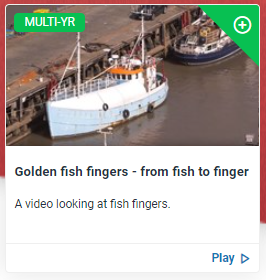 MULTI-YR
Golden fish fingers - from fish to finger
A video looking at fish fingers.
Play